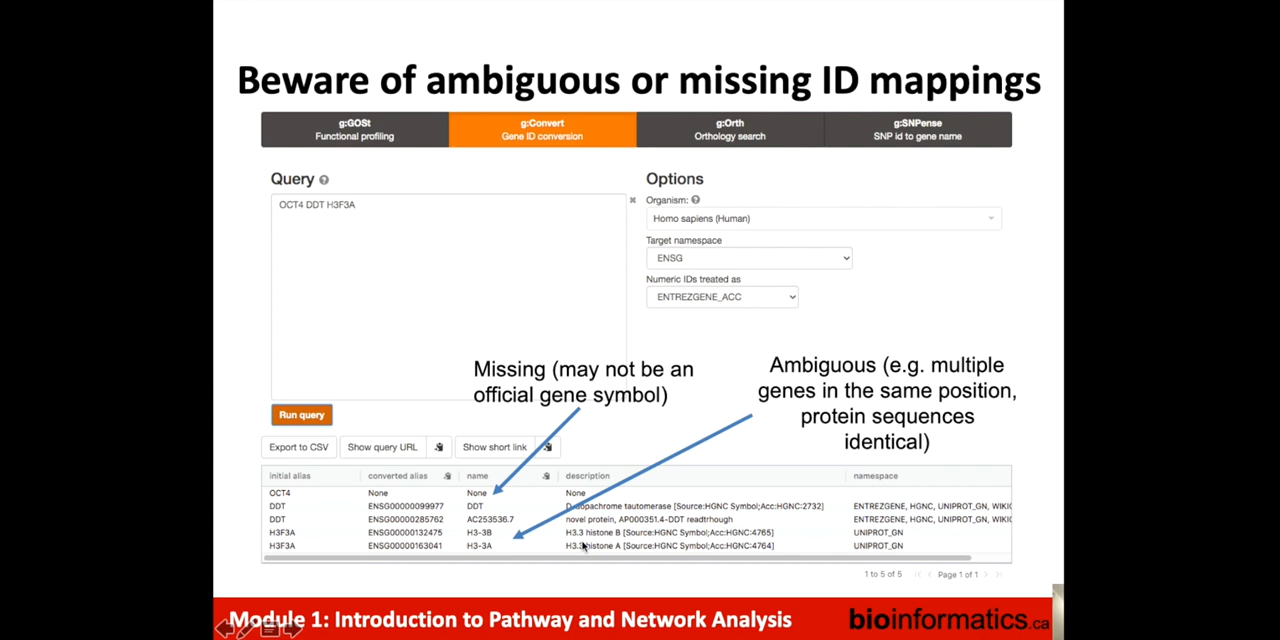 Beware of ambiguous or missing ID mappings
g:GOSt
Functional profiling
g:Convert
Gene ID conversion
g:Orth
Orthology search
g:SNPense
SNP id to gene name
Query
OCT4 DDT H3F3A
Options
Organism:
Homo sapiens (Human)
Target namespace
ENSG
Numeric IDs treated as
ENTREZGENE_ACC
Missing (may not be an
official gene symbol)
Ambiguous (e.g. multiple
genes in the same position,
protein sequences
identical)
Run query
Export to CSV Show query URL Show short link
initial alias converted alias name description namespace
OCT4 None None None
DDT ENSG00000099977 DDT D-dopachrome tautomerase [Source:HGNC Symbol;Acc:HGNC:2732] ENTREZGENE, HGNC, UNIPROT_GN, WIKI
DDT ENSG00000285762 AC253536.7 novel protein, AP000351.4-DDT readtrhough ENTREZGENE, HGNC, UNIPROT_GN, WIKI
H3F3A ENSG00000132475 H3-3B H3.3 histone B [Source:HGNC Symbol;Acc:HGNC:4765] UNIPROT_GN
H3F3A ENSG00000163041 H3-3A H3.3 histone A [Source:HGNC Symbol;Acc:HGNC:4764] UNIPROT_GN
1 to 5 of 5 Page 1 of 1
Module 1: Introduction to Pathway and Network Analysis
bioinformatics.ca